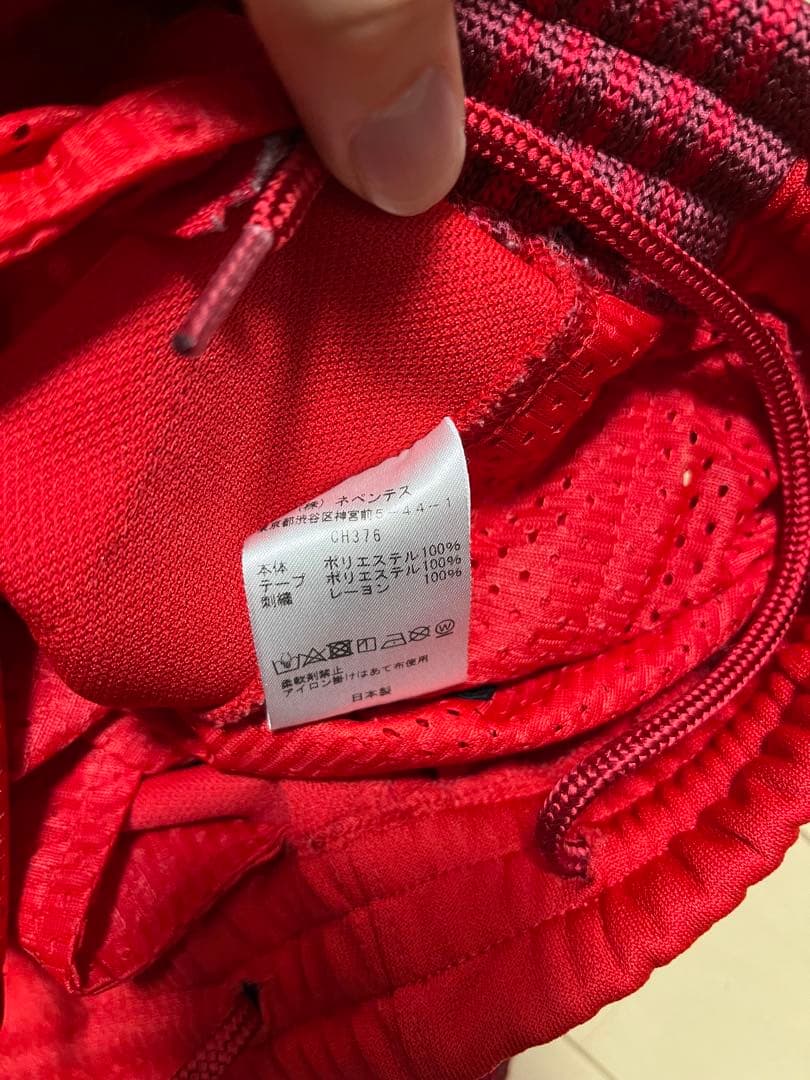 (株) ネペンテス
東京都渋谷区神宮前5-44-1
CH376
本体 ポリエステル100%
テープ ポリエステル100%
刺繍 レーヨン 100%
柔軟剤禁止
アイロン掛けはあて布使用
日本製